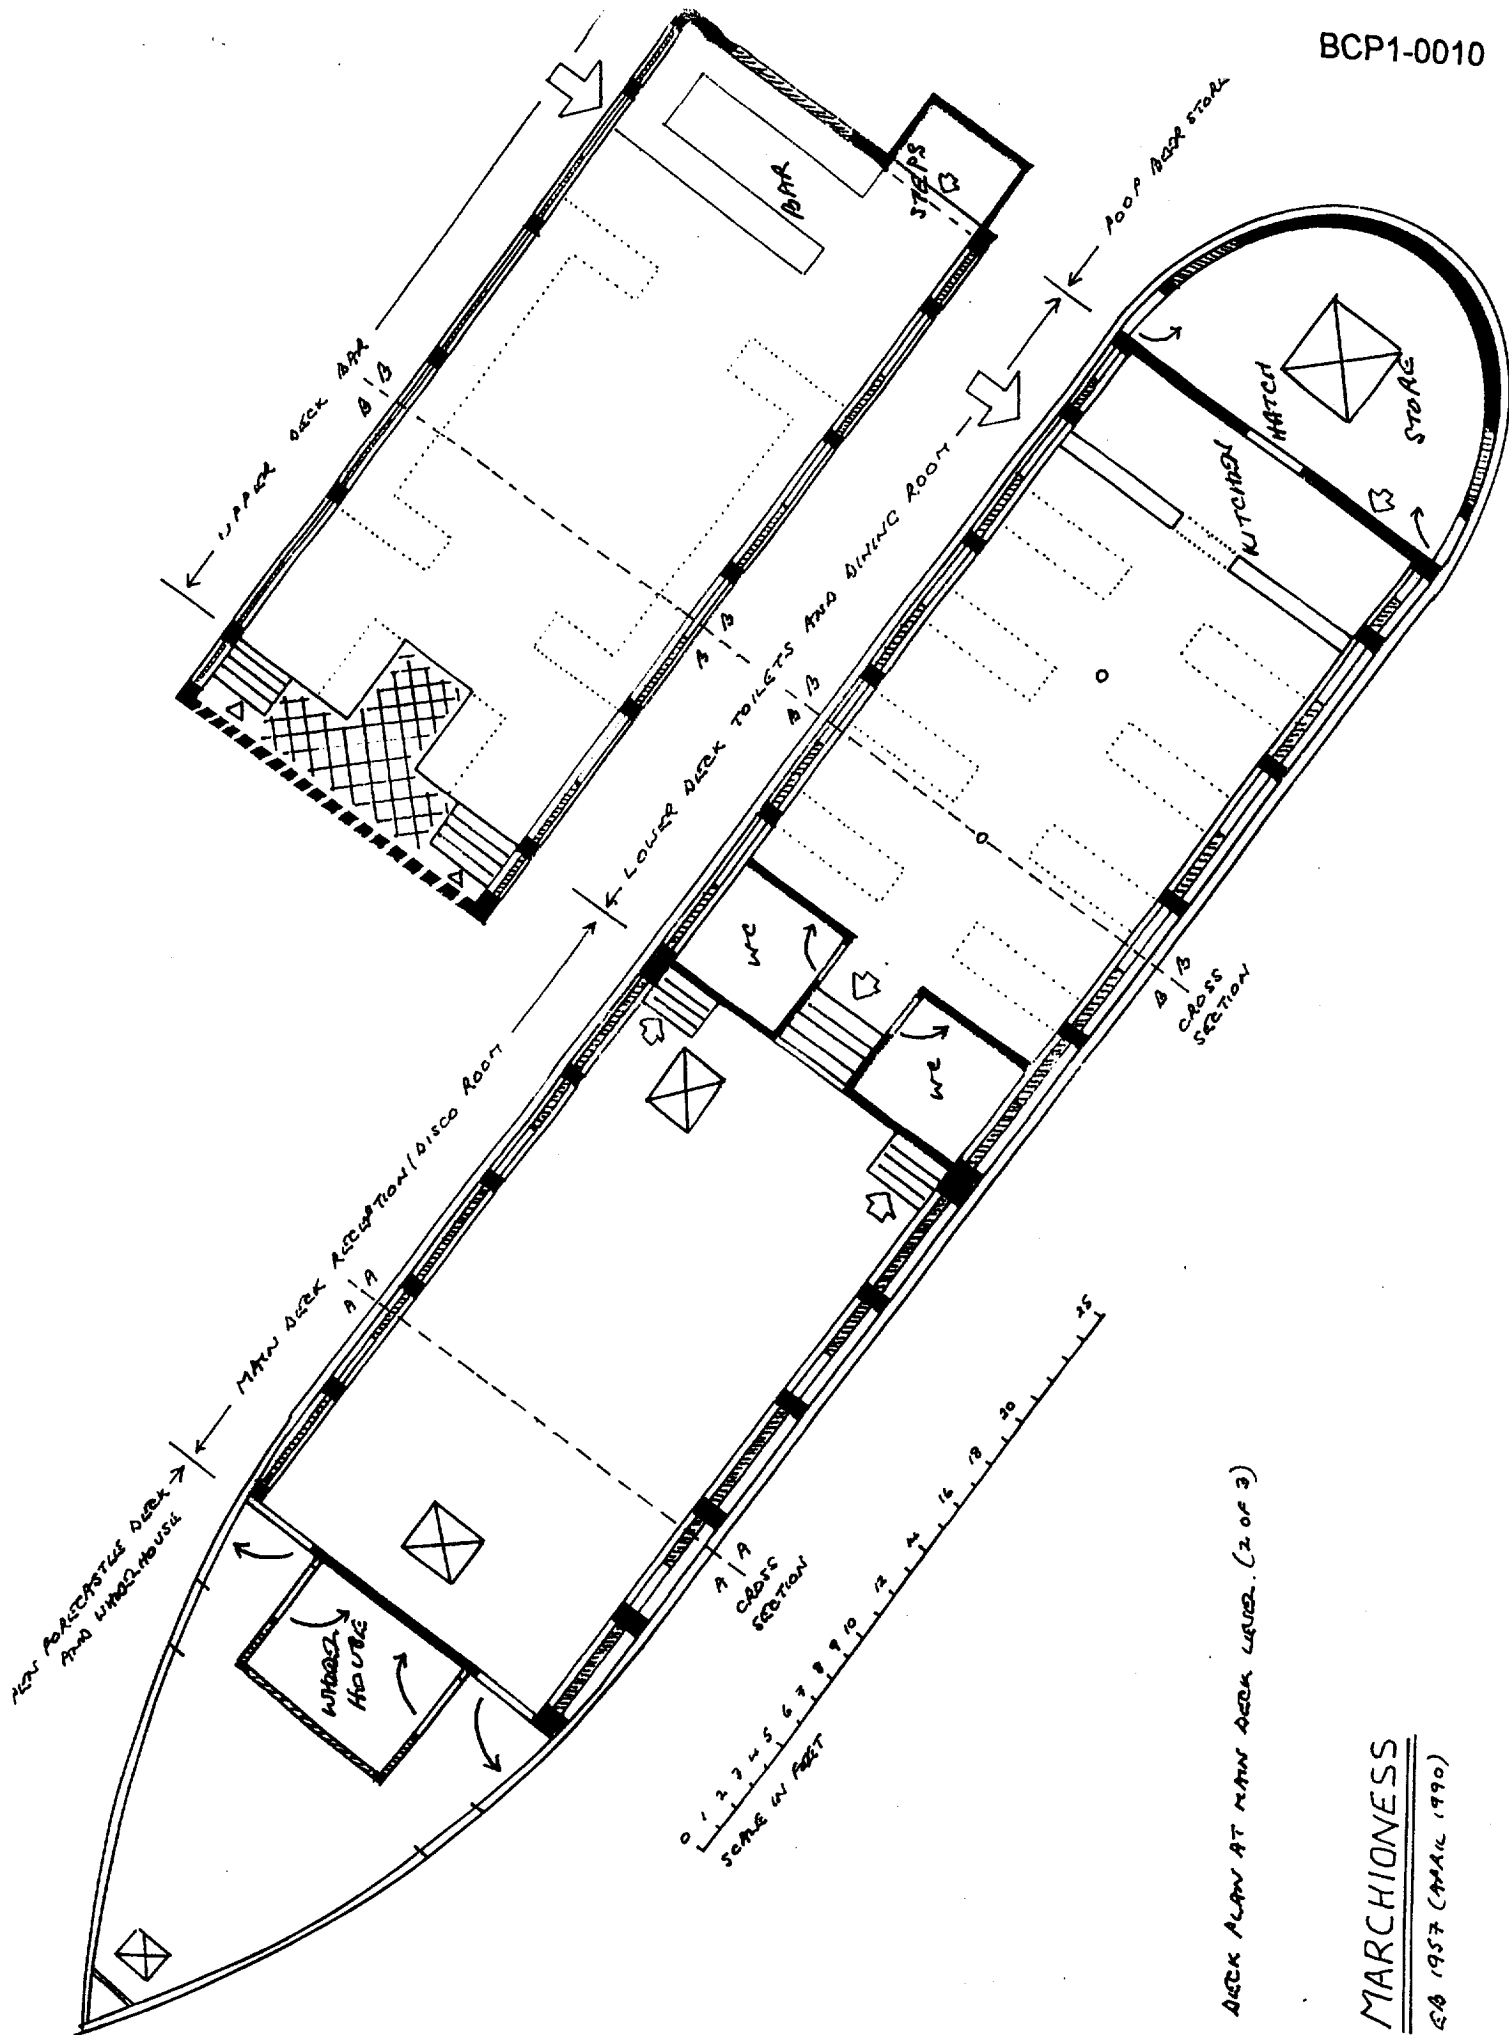 BCP1-0010
UPPER DECK BAR
B B
BAR
STEPS
B B
POOP DECK STORE
LOWER DECK TOILETS AND DINING ROOM
B B
HATCH
STORE
KITCHEN
WC
WC
B B
CROSS
SECTION
MAIN DECK RECEPTION / DISCO ROOM
A A
A A
CROSS
SECTION
FORECASTLE DECK
AND WHEELHOUSE
WHEEL
HOUSE
0 1 2 3 4 5 6 7 8 9 10 12 14 16 18 20 25
SCALE IN FEET
DECK PLAN AT MAIN DECK LEVEL. (2 OF 3)
MARCHIONESS
EB 1957 (APRIL 1990)